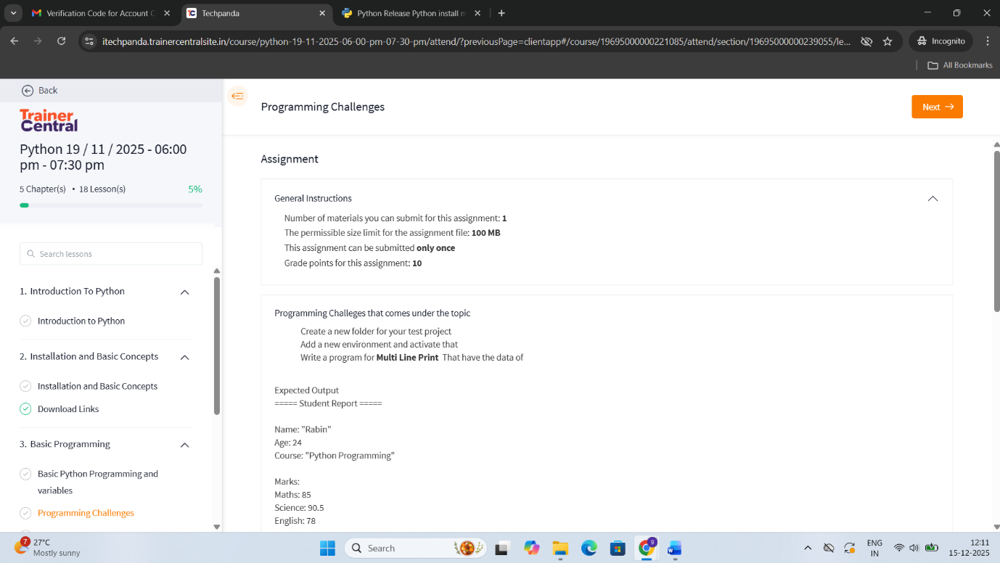 Verification Code for Account C
Techpanda
Python Release Python install m
itechpanda.trainercentralsite.in/course/python-19-11-2025-06-00-pm-07-30-pm/attend/?previousPage=clientapp#/course/19695000000221085/attend/section/19695000000239055/le...
Incognito
All Bookmarks
Back
Trainer
Central
Python 19 / 11 / 2025 - 06:00
pm - 07:30 pm
5 Chapter(s) • 18 Lesson(s) 5%
Search lessons
1. Introduction To Python
Introduction to Python
2. Installation and Basic Concepts
Installation and Basic Concepts
Download Links
3. Basic Programming
Basic Python Programming and
variables
Programming Challenges
Programming Challenges
Next →
Assignment
General Instructions
Number of materials you can submit for this assignment: 1
The permissible size limit for the assignment file: 100 MB
This assignment can be submitted only once
Grade points for this assignment: 10
Programming Challeges that comes under the topic
Create a new folder for your test project
Add a new environment and activate that
Write a program for Multi Line Print That have the data of
Expected Output
===== Student Report =====
Name: "Rabin"
Age: 24
Course: "Python Programming"
Marks:
Maths: 85
Science: 90.5
English: 78
7
27°C
Mostly sunny
Search
9
ENG
IN
12:11
15-12-2025